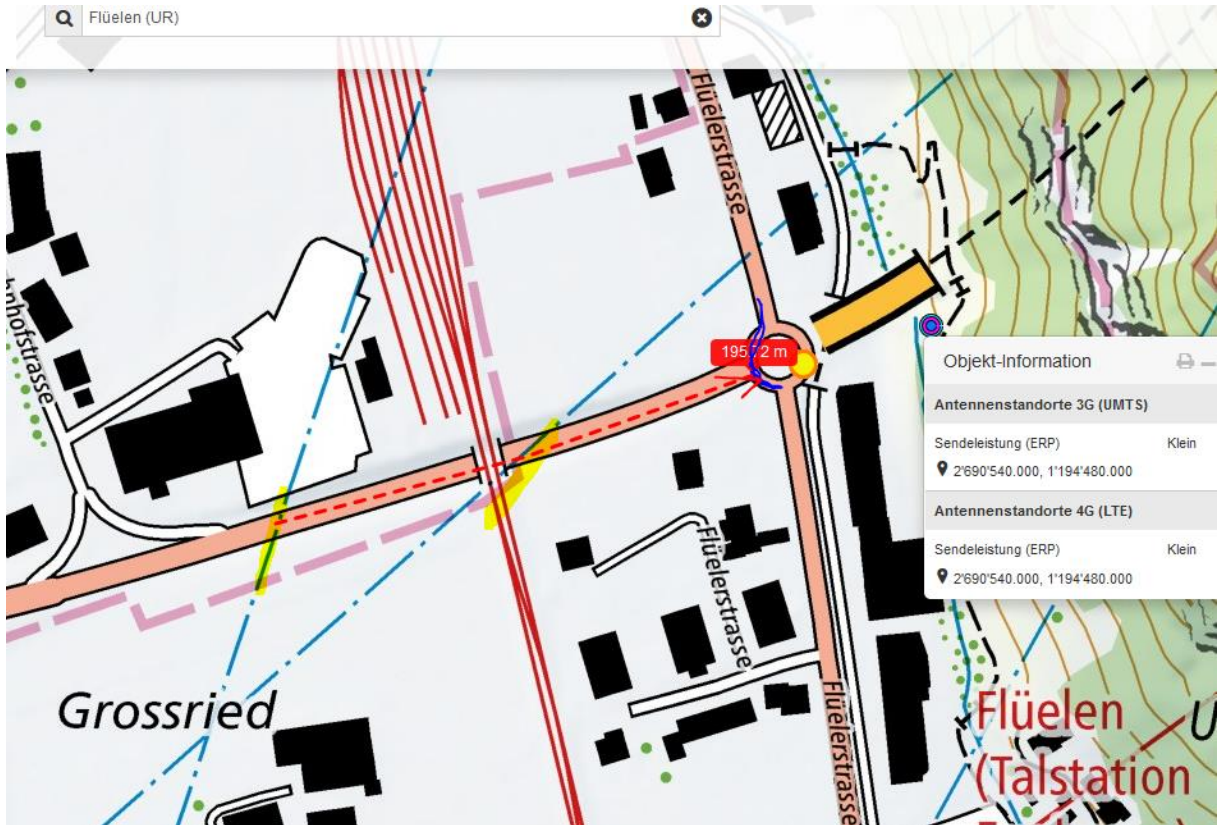 Flüelen (UR)
Flüelerstrasse
hnhofstrasse
195.72 m
Objekt-Information
Antennenstandorte 3G (UMTS)
Sendeleistung (ERP) Klein
2'690'540.000, 1'194'480.000
Antennenstandorte 4G (LTE)
Sendeleistung (ERP) Klein
2'690'540.000, 1'194'480.000
Flüelerstrasse
Grossried
Flüelerstrasse
Flüelen U
(Talstation